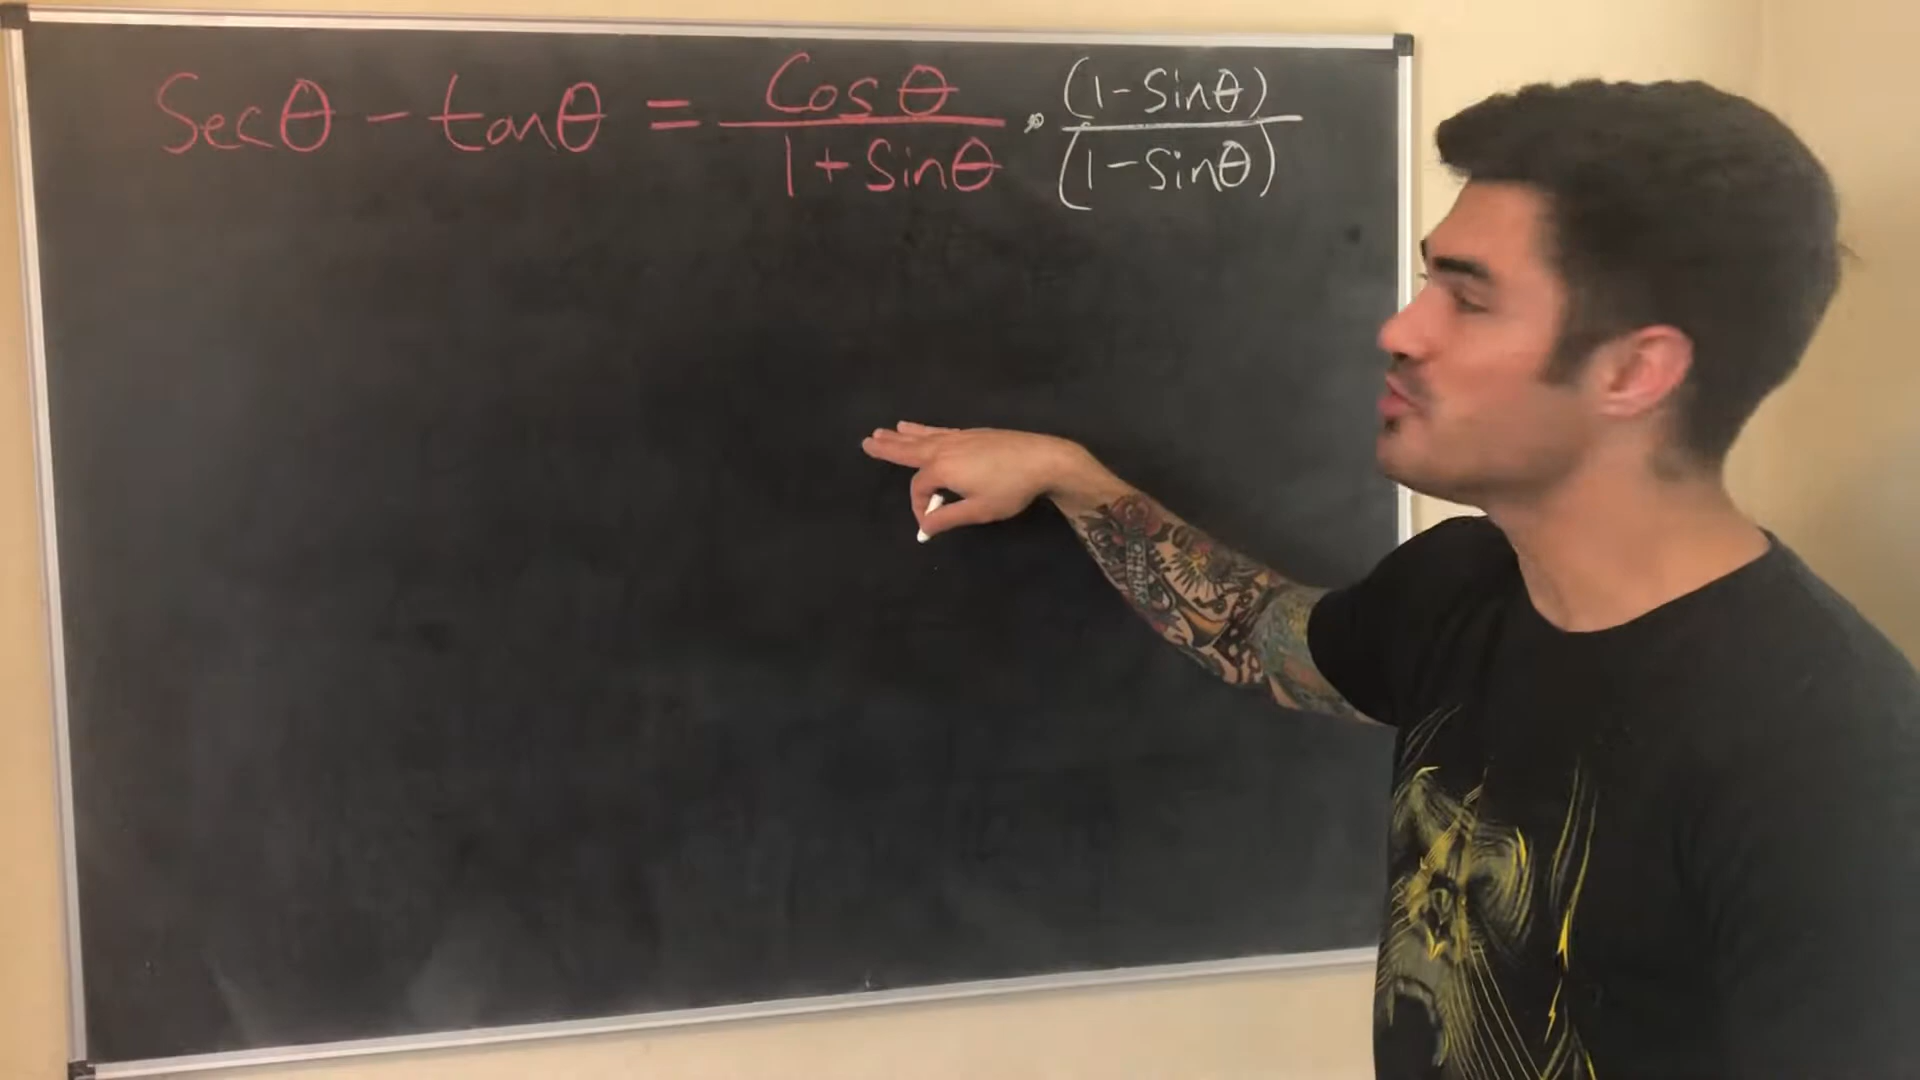 Secθ - tanθ = Cosθ / 1 + Sinθ · (1 - Sinθ) / (1 - Sinθ)